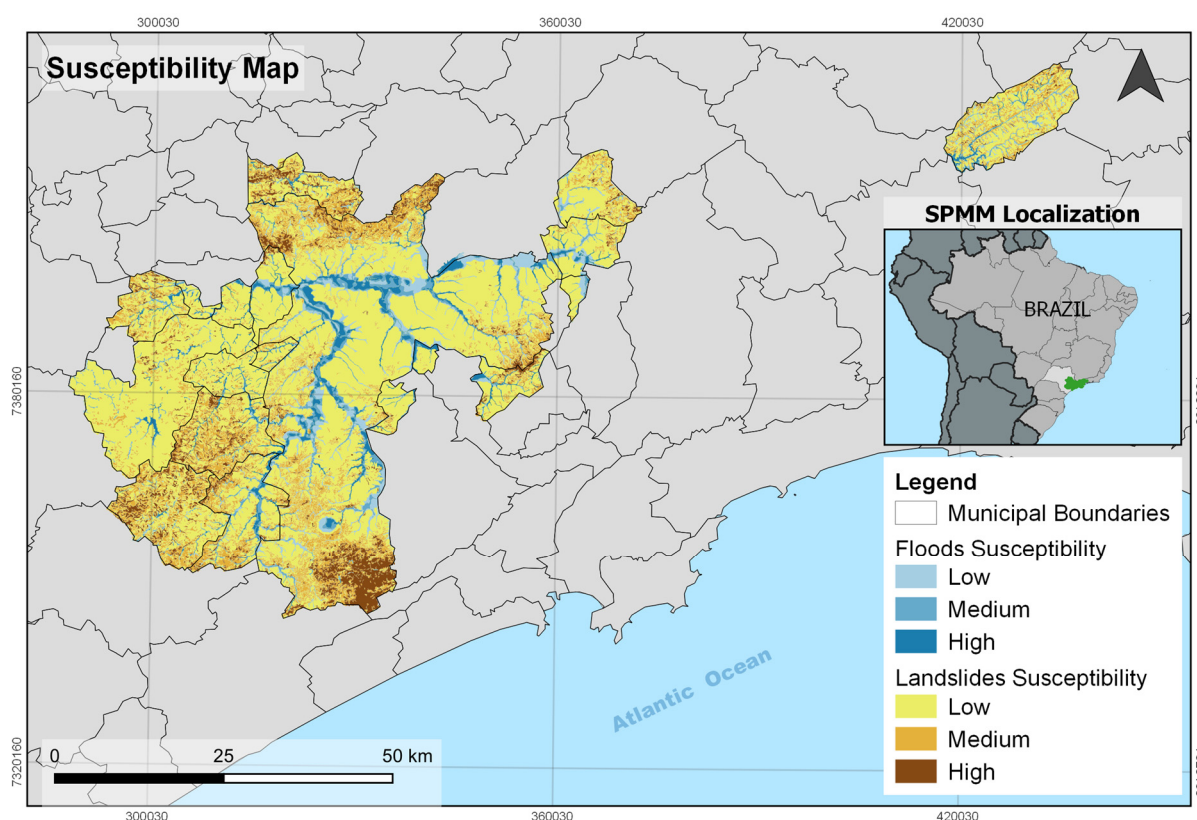 300030
360030
420030
Susceptibility Map
SPMM Localization
BRAZIL
7380160
Legend
Municipal Boundaries
Floods Susceptibility
Low
Medium
High
Landslides Susceptibility
Low
Medium
High
Atlantic Ocean
0 25 50 km
7320160
300030
360030
420030